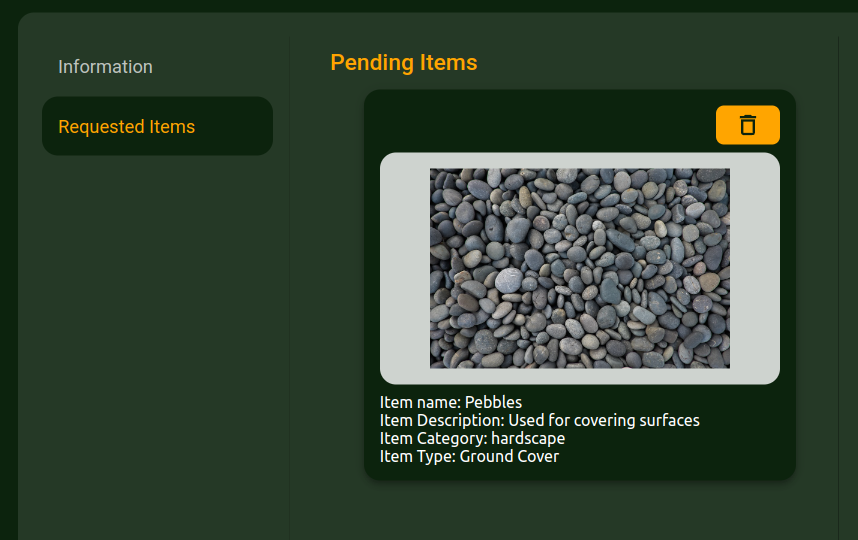 Information
Requested Items
Pending Items
Item name: Pebbles
Item Description: Used for covering surfaces
Item Category: hardscape
Item Type: Ground Cover